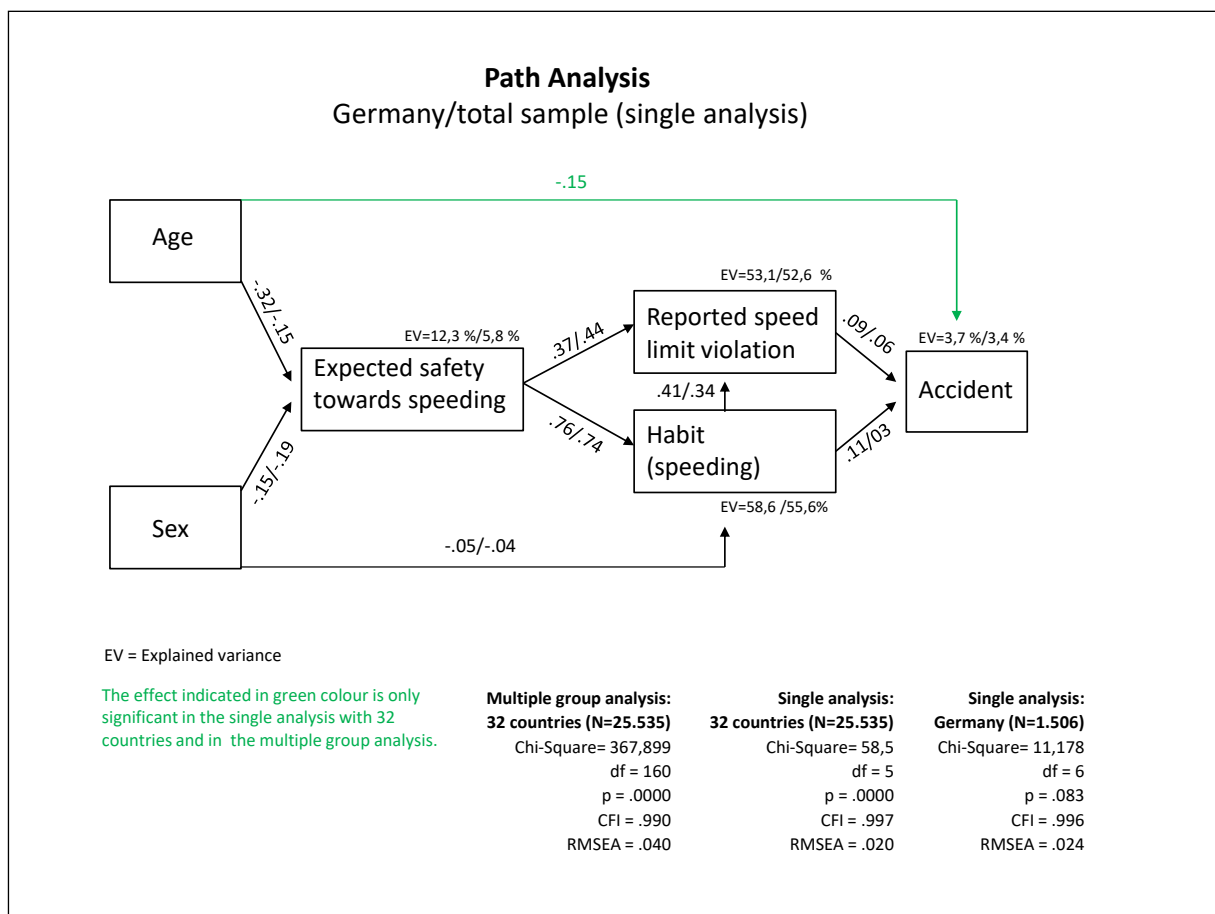 Path Analysis
Germany/total sample (single analysis)
-.15
Age
-.32/-.15
EV=12,3 %/5,8 %
Expected safety
towards speeding
-.15/-.19
Sex
-.05/-.04
.37/.44
.76/.74
EV=53,1/52,6 %
Reported speed
limit violation
.41/.34
Habit
(speeding)
EV=58,6 /55,6%
.09/.06
.11/03
EV=3,7 %/3,4 %
Accident
EV = Explained variance
The effect indicated in green colour is only
significant in the single analysis with 32
countries and in the multiple group analysis.
Multiple group analysis:
32 countries (N=25.535)
Chi-Square= 367,899
df = 160
p = .0000
CFI = .990
RMSEA = .040
Single analysis:
32 countries (N=25.535)
Chi-Square= 58,5
df = 5
p = .0000
CFI = .997
RMSEA = .020
Single analysis:
Germany (N=1.506)
Chi-Square= 11,178
df = 6
p = .083
CFI = .996
RMSEA = .024